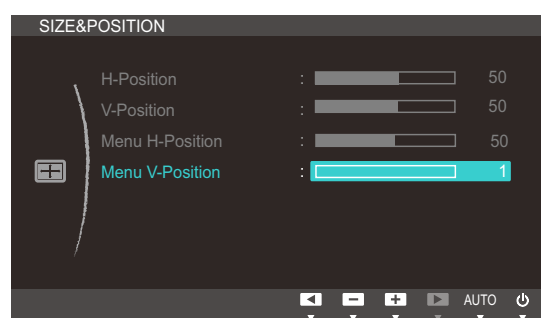 SIZE&POSITION
H-Position : 50
V-Position : 50
Menu H-Position : 50
Menu V-Position : 1
AUTO